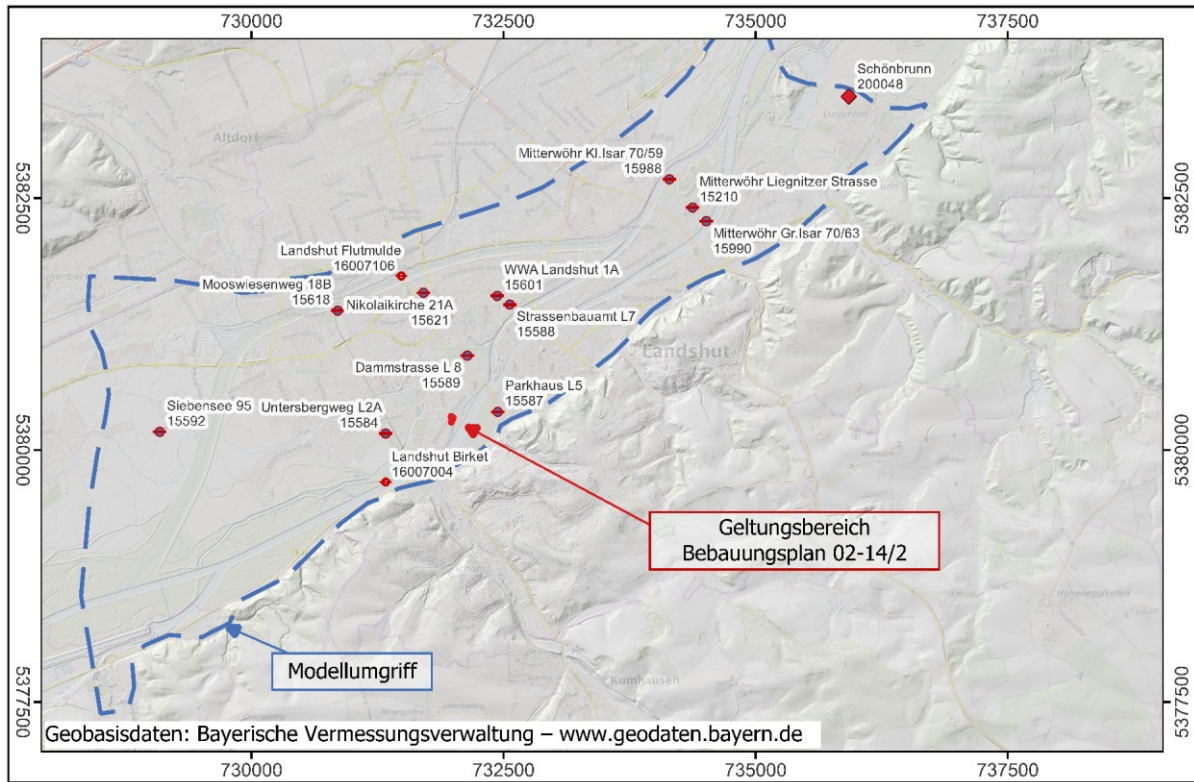 730000
732500
735000
737500
Schönbrunn
200048
Altdorf
Mitterwöhr Kl.Isar 70/59
15988
Mitterwöhr Liegnitzer Strasse
15210
5382500
5382500
Mitterwöhr Gr.Isar 70/63
15990
Landshut Flutmulde
16007106
WWA Landshut 1A
15601
Mooswiesenweg 18B
15618
Nikolaikirche 21A
15621
Strassenbauamt L7
15588
Landshut
Dammstrasse L 8
15589
Parkhaus L5
15587
Siebensee 95
15592
Untersbergweg L2A
15584
5380000
5380000
Landshut Birket
16007004
Geltungsbereich
Bebauungsplan 02-14/2
Modellumgriff
Kumhausen
5377500
5377500
Geobasisdaten: Bayerische Vermessungsverwaltung – www.geodaten.bayern.de
730000
732500
735000
737500